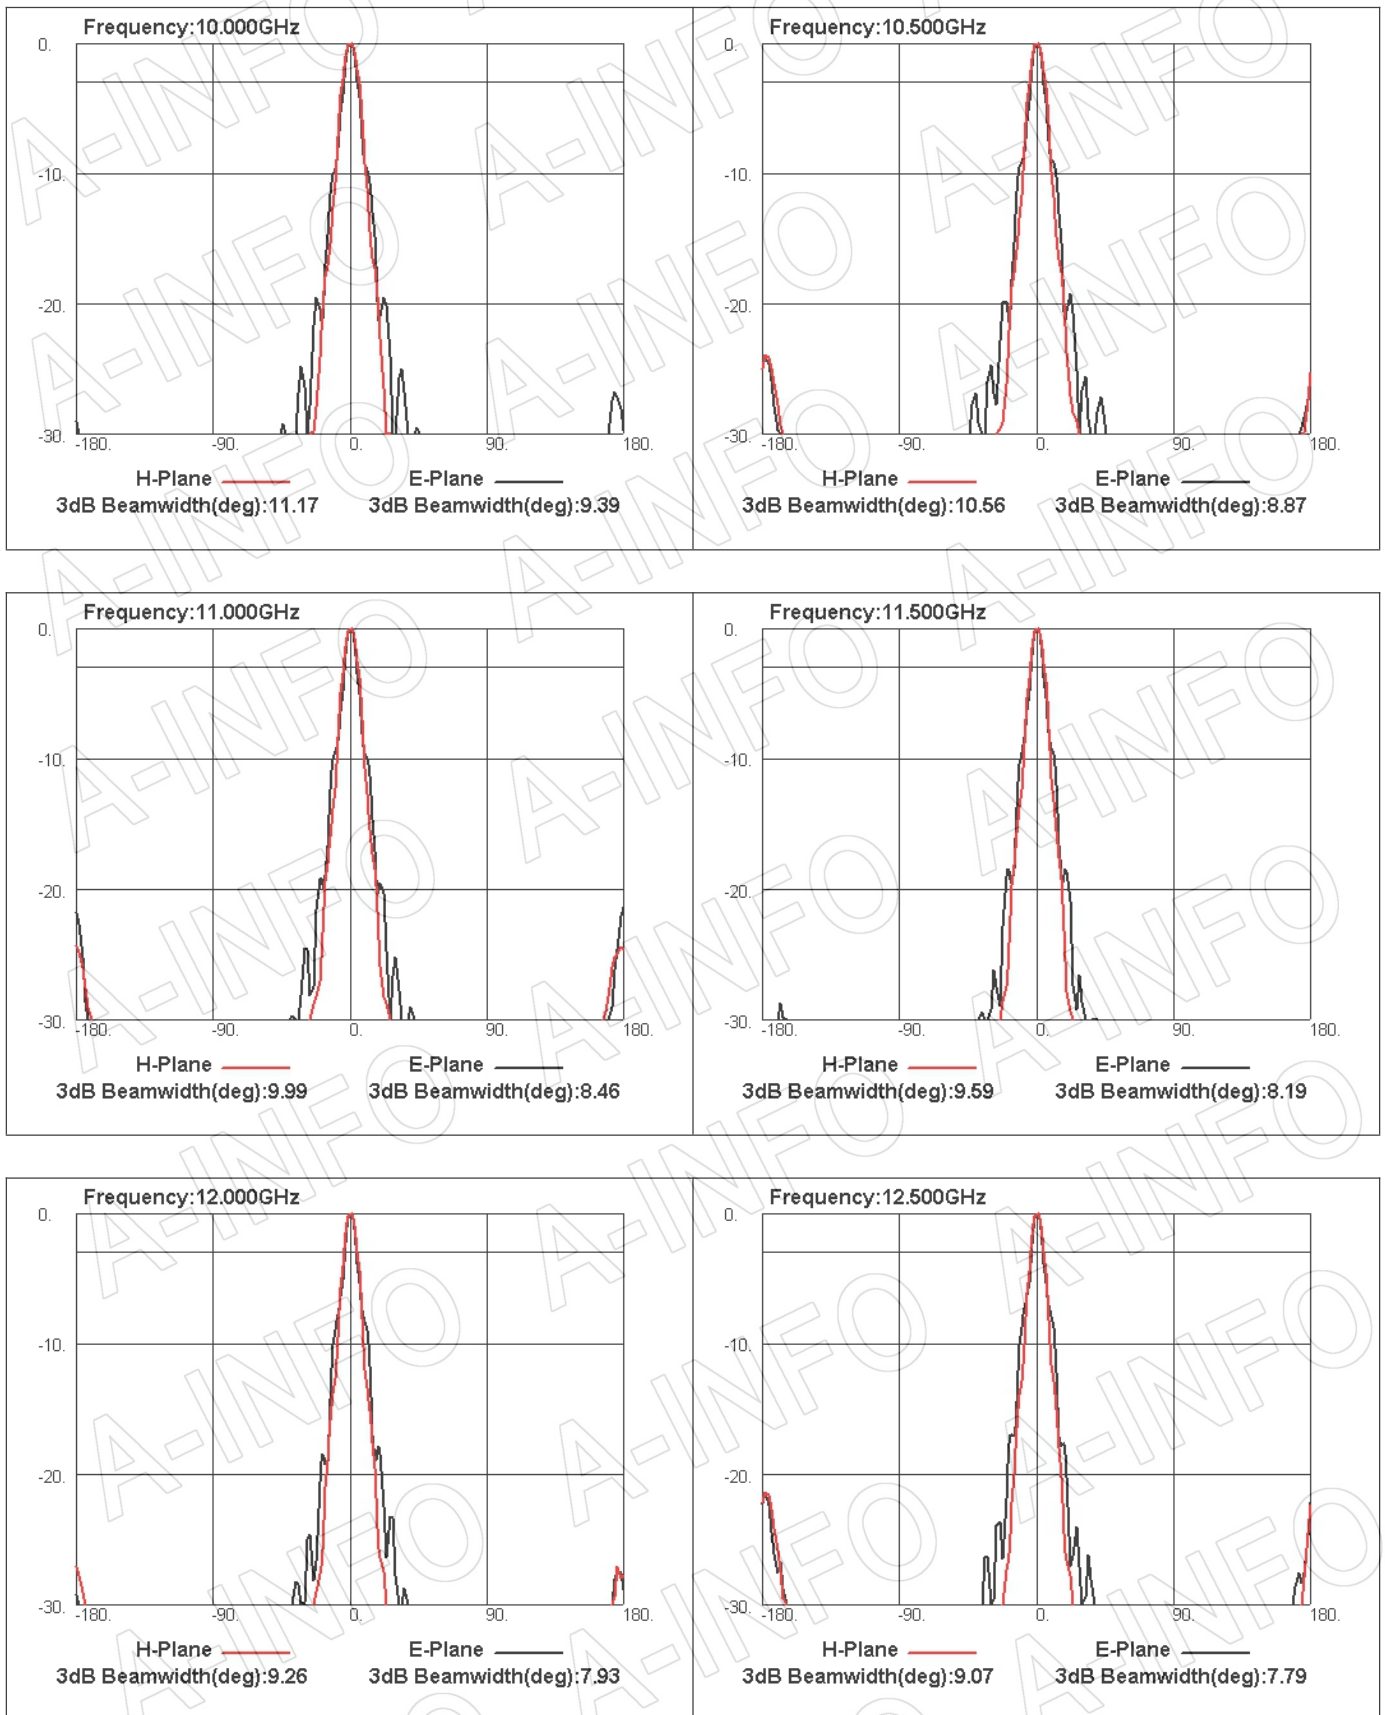 Frequency:10.000GHz
0.
-10.
-20.
-30.
-180.
-90.
0.
90.
180.
H-Plane
E-Plane
3dB Beamwidth(deg):11.17
3dB Beamwidth(deg):9.39
Frequency:10.500GHz
0.
-10.
-20.
-30.
-180.
-90.
0.
90.
180.
H-Plane
E-Plane
3dB Beamwidth(deg):10.56
3dB Beamwidth(deg):8.87
Frequency:11.000GHz
0.
-10.
-20.
-30.
-180.
-90.
0.
90.
180.
H-Plane
E-Plane
3dB Beamwidth(deg):9.99
3dB Beamwidth(deg):8.46
Frequency:11.500GHz
0.
-10.
-20.
-30.
-180.
-90.
0.
90.
180.
H-Plane
E-Plane
3dB Beamwidth(deg):9.59
3dB Beamwidth(deg):8.19
Frequency:12.000GHz
0.
-10.
-20.
-30.
-180.
-90.
0.
90.
180.
H-Plane
E-Plane
3dB Beamwidth(deg):9.26
3dB Beamwidth(deg):7.93
Frequency:12.500GHz
0.
-10.
-20.
-30.
-180.
-90.
0.
90.
180.
H-Plane
E-Plane
3dB Beamwidth(deg):9.07
3dB Beamwidth(deg):7.79
A-INFO